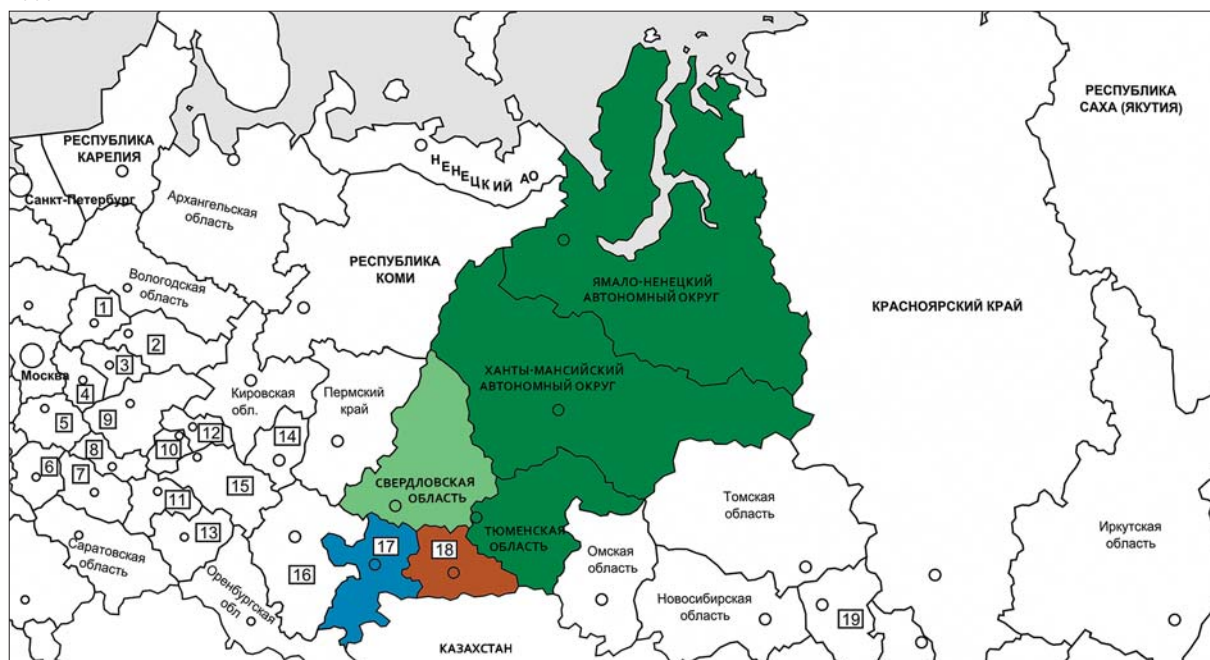 РЕСПУБЛИКА
САХА (ЯКУТИЯ)
РЕСПУБЛИКА
КАРЕЛИЯ
НЕНЕЦКИЙ АО
Санкт-Петербург
Архангельская
область
РЕСПУБЛИКА
КОМИ
Вологодская
область
ЯМАЛО-НЕНЕЦКИЙ
АВТОНОМНЫЙ ОКРУГ
КРАСНОЯРСКИЙ КРАЙ
1
2
3
Москва
4
ХАНТЫ-МАНСИЙСКИЙ
АВТОНОМНЫЙ ОКРУГ
Кировская
обл.
Пермский
край
5
9
12
14
10
8
6
7
15
11
СВЕРДЛОВСКАЯ
ОБЛАСТЬ
Томская
область
13
Саратовская
область
ТЮМЕНСКАЯ
ОБЛАСТЬ
Иркутская
область
17
18
Омская
область
16
Оренбургская
обл
Новосибирская
область
19
КАЗАХСТАН